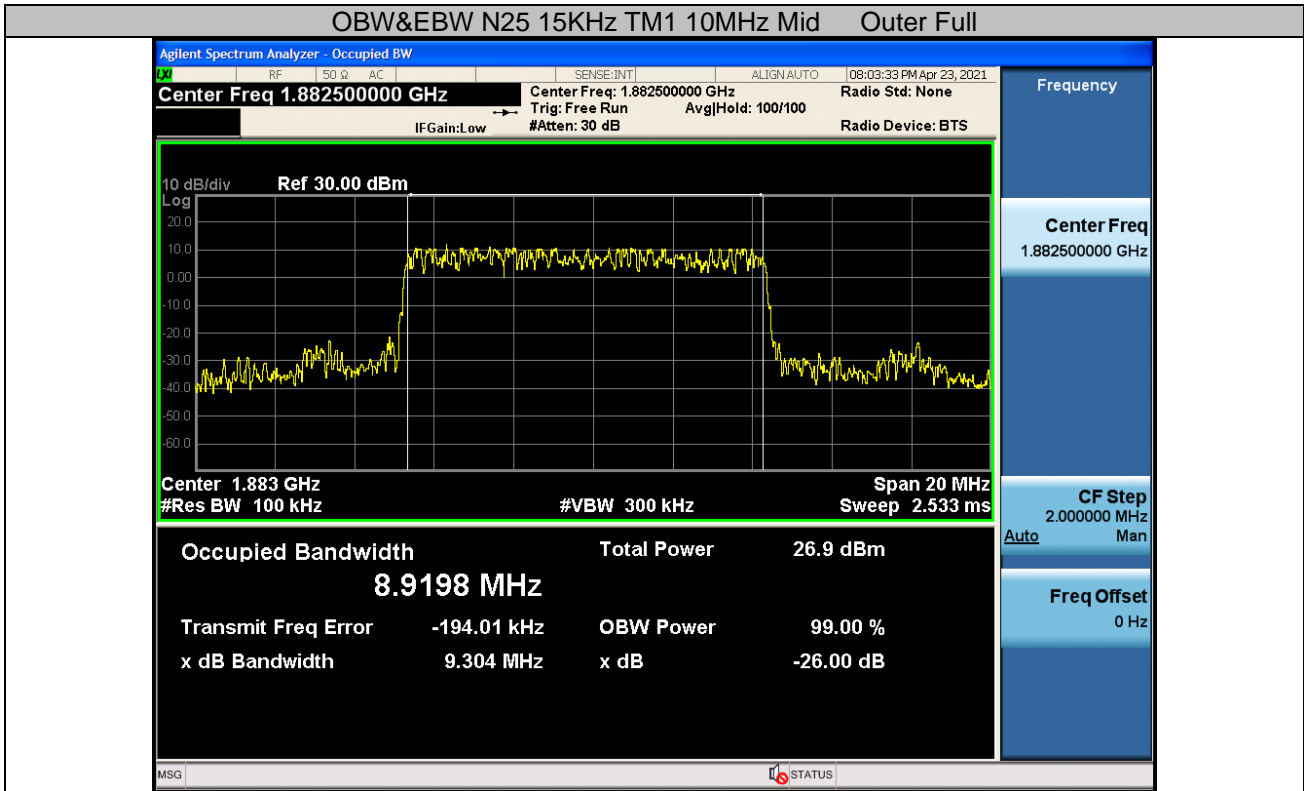 OBW&EBW N25 15KHz TM1 10MHz Mid Outer Full
Agilent Spectrum Analyzer - Occupied BW
LXI RF 50 Ω AC SENSE:INT ALIGN AUTO 08:03:33 PM Apr 23, 2021
Center Freq 1.882500000 GHz
Center Freq: 1.882500000 GHz
Radio Std: None
Trig: Free Run Avg|Hold: 100/100
IFGain:Low
#Atten: 30 dB
Radio Device: BTS
10 dB/div Ref 30.00 dBm
Log
20.0
10.0
0.00
-10.0
-20.0
-30.0
-40.0
-50.0
-60.0
Center 1.883 GHz Span 20 MHz
#Res BW 100 kHz #VBW 300 kHz Sweep 2.533 ms
Occupied Bandwidth Total Power 26.9 dBm
8.9198 MHz
Transmit Freq Error -194.01 kHz OBW Power 99.00 %
x dB Bandwidth 9.304 MHz x dB -26.00 dB
MSG STATUS
Frequency
Center Freq
1.882500000 GHz
CF Step
2.000000 MHz
Auto Man
Freq Offset
0 Hz